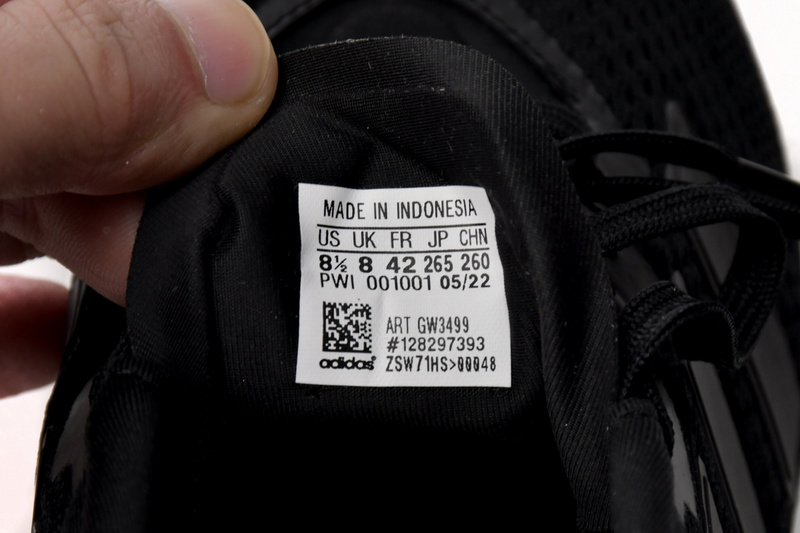 MADE IN INDONESIA
US UK FR JP CHN
8½ 8 42 265 260
PWI 001001 05/22
ART GW3499
#128297393
adidas® ZSW71HS>00048